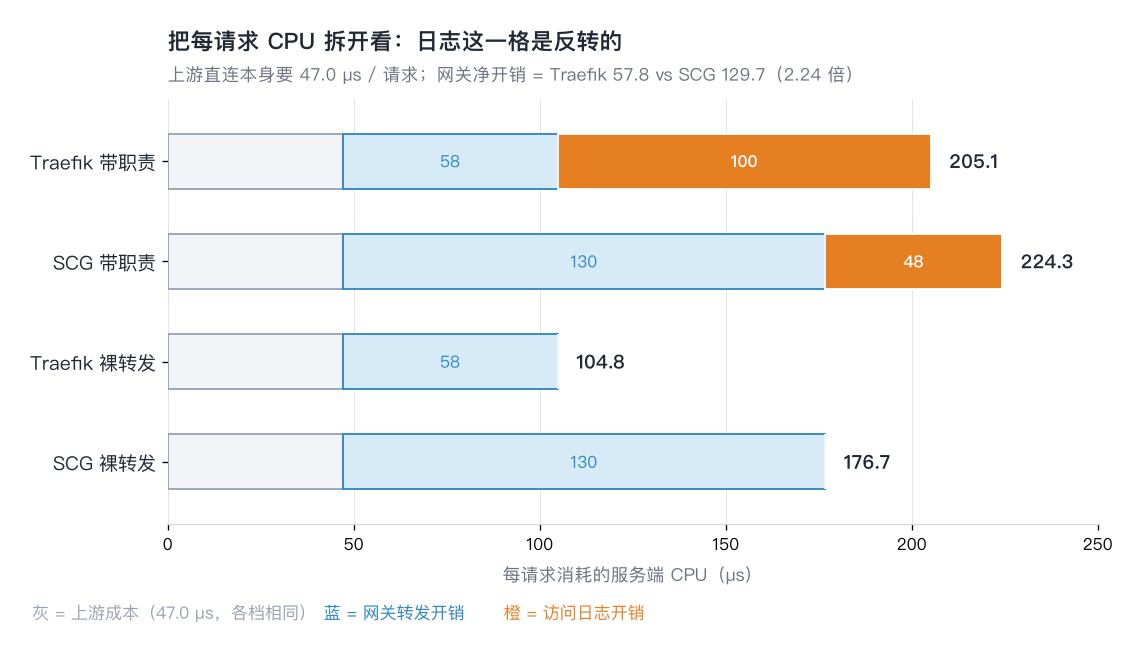 把每请求 CPU 拆开看：日志这一格是反转的
上游直连本身要 47.0 μs / 请求；网关净开销 = Traefik 57.8 vs SCG 129.7（2.24 倍）
Traefik 带职责 58 100 205.1
SCG 带职责 130 48 224.3
Traefik 裸转发 58 104.8
SCG 裸转发 130 176.7
0 50 100 150 200 250
每请求消耗的服务端 CPU（μs）
灰 = 上游成本（47.0 μs，各档相同） 蓝 = 网关转发开销 橙 = 访问日志开销